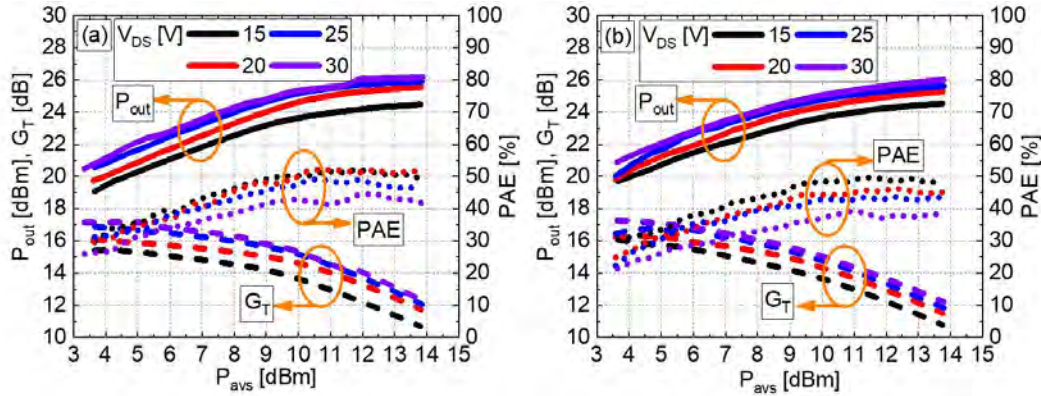 30
28
26
24
22
20
18
16
14
12
10
P_out [dBm], G_T [dB]
(a)
V_DS [V]
15
25
20
30
P_out
PAE
G_T
100
90
80
70
60
50
40
30
20
10
0
PAE [%]
3 4 5 6 7 8 9 10 11 12 13 14 15
P_avs [dBm]
30
28
26
24
22
20
18
16
14
12
10
P_out [dBm], G_T [dB]
(b)
V_DS [V]
15
25
20
30
P_out
PAE
G_T
100
90
80
70
60
50
40
30
20
10
0
PAE [%]
3 4 5 6 7 8 9 10 11 12 13 14 15
P_avs [dBm]